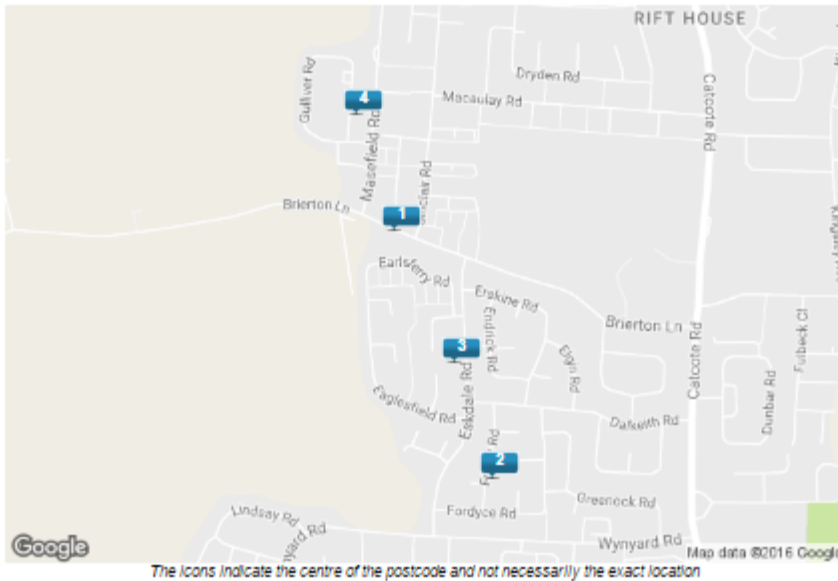 RIFT HOUSE
Dryden Rd
Gulliver Rd
4
Macaulay Rd
Catcote Rd
Masefield Rd
Brierton Ln
1
Earlsferry Rd
Erskine Rd
Endrick Rd
Brierton Ln
3
Elgin Rd
Catcote Rd
Fulbeck Cl
Dunbar Rd
Eaglesfield Rd
Eskdale Rd
Dalkeith Rd
2
Rd
Greenock Rd
Lindsay Rd
Fordyce Rd
Wynyard Rd
Google
Map data ©2016 Google
The icons indicate the centre of the postcode and not necessarily the exact location